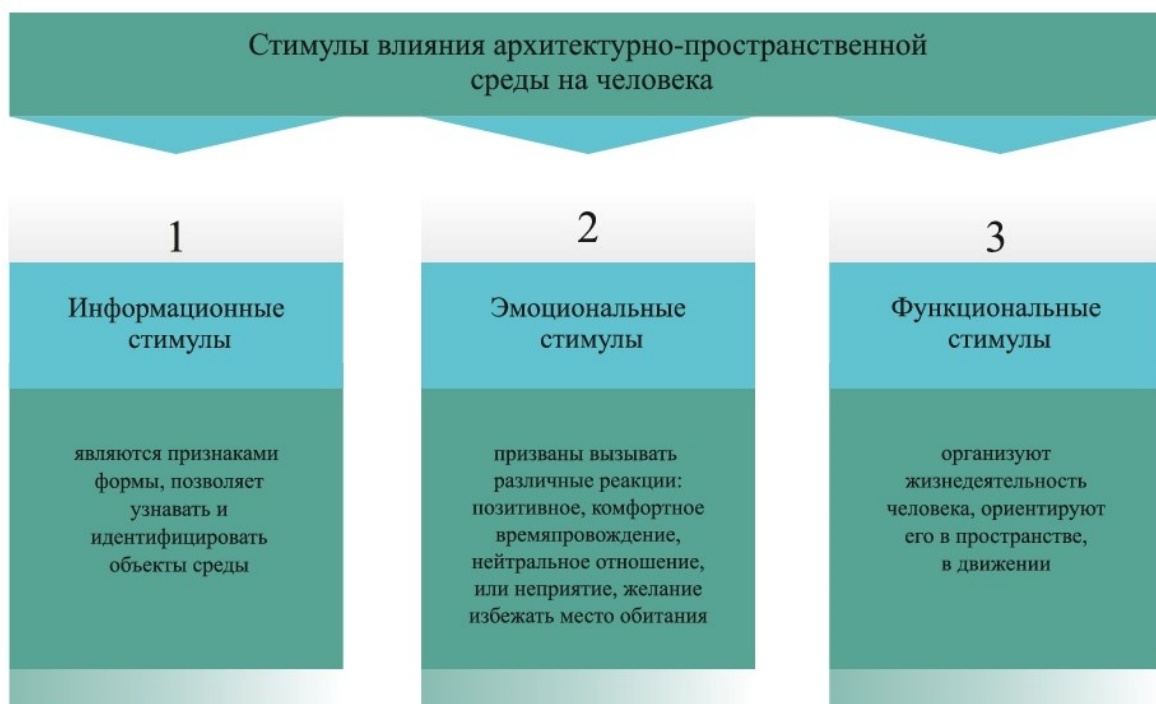 Стимулы влияния архитектурно-пространственной
среды на человека
1
Информационные
стимулы
являются признаками
формы, позволяет
узнавать и
идентифицировать
объекты среды
2
Эмоциональные
стимулы
призваны вызывать
различные реакции:
позитивное, комфортное
времяпровождение,
нейтральное отношение,
или неприятие, желание
избежать место обитания
3
Функциональные
стимулы
организуют
жизнедеятельность
человека, ориентируют
его в пространстве,
в движении